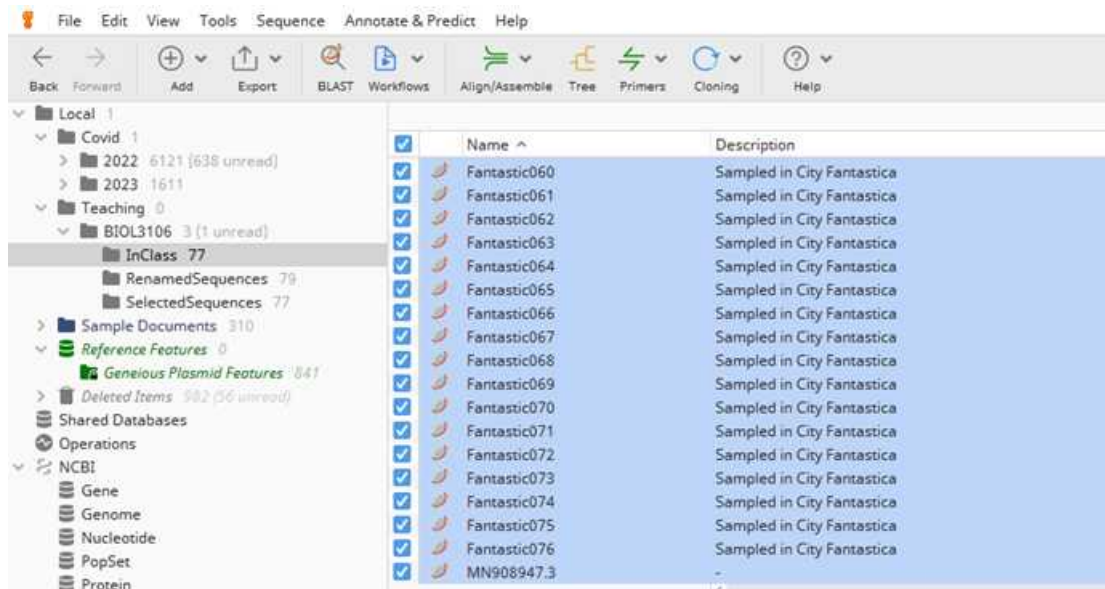 File Edit View Tools Sequence Annotate & Predict Help
Back Forward Add Export BLAST Workflows Align/Assemble Tree Primers Cloning Help
Local 1
Covid 1
2022 6121 (638 unread)
2023 1611
Teaching 0
BIOL3106 3 (1 unread)
InClass 77
RenamedSequences 79
SelectedSequences 77
Sample Documents 310
Reference Features 0
Geneious Plasmid Features 841
Deleted Items 982 (56 unread)
Shared Databases
Operations
NCBI
Gene
Genome
Nucleotide
PopSet
Protein
Name Description
Fantastic060 Sampled in City Fantastica
Fantastic061 Sampled in City Fantastica
Fantastic062 Sampled in City Fantastica
Fantastic063 Sampled in City Fantastica
Fantastic064 Sampled in City Fantastica
Fantastic065 Sampled in City Fantastica
Fantastic066 Sampled in City Fantastica
Fantastic067 Sampled in City Fantastica
Fantastic068 Sampled in City Fantastica
Fantastic069 Sampled in City Fantastica
Fantastic070 Sampled in City Fantastica
Fantastic071 Sampled in City Fantastica
Fantastic072 Sampled in City Fantastica
Fantastic073 Sampled in City Fantastica
Fantastic074 Sampled in City Fantastica
Fantastic075 Sampled in City Fantastica
Fantastic076 Sampled in City Fantastica
MN908947.3 -